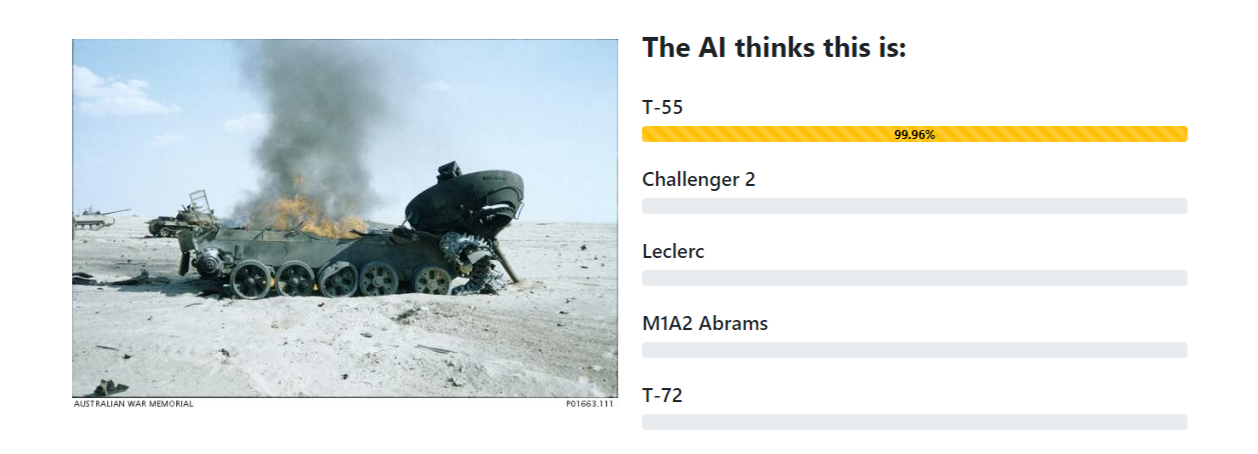 The AI thinks this is:
T-55
99.96%
Challenger 2
Leclerc
M1A2 Abrams
T-72
AUSTRALIAN WAR MEMORIAL
P01663.111